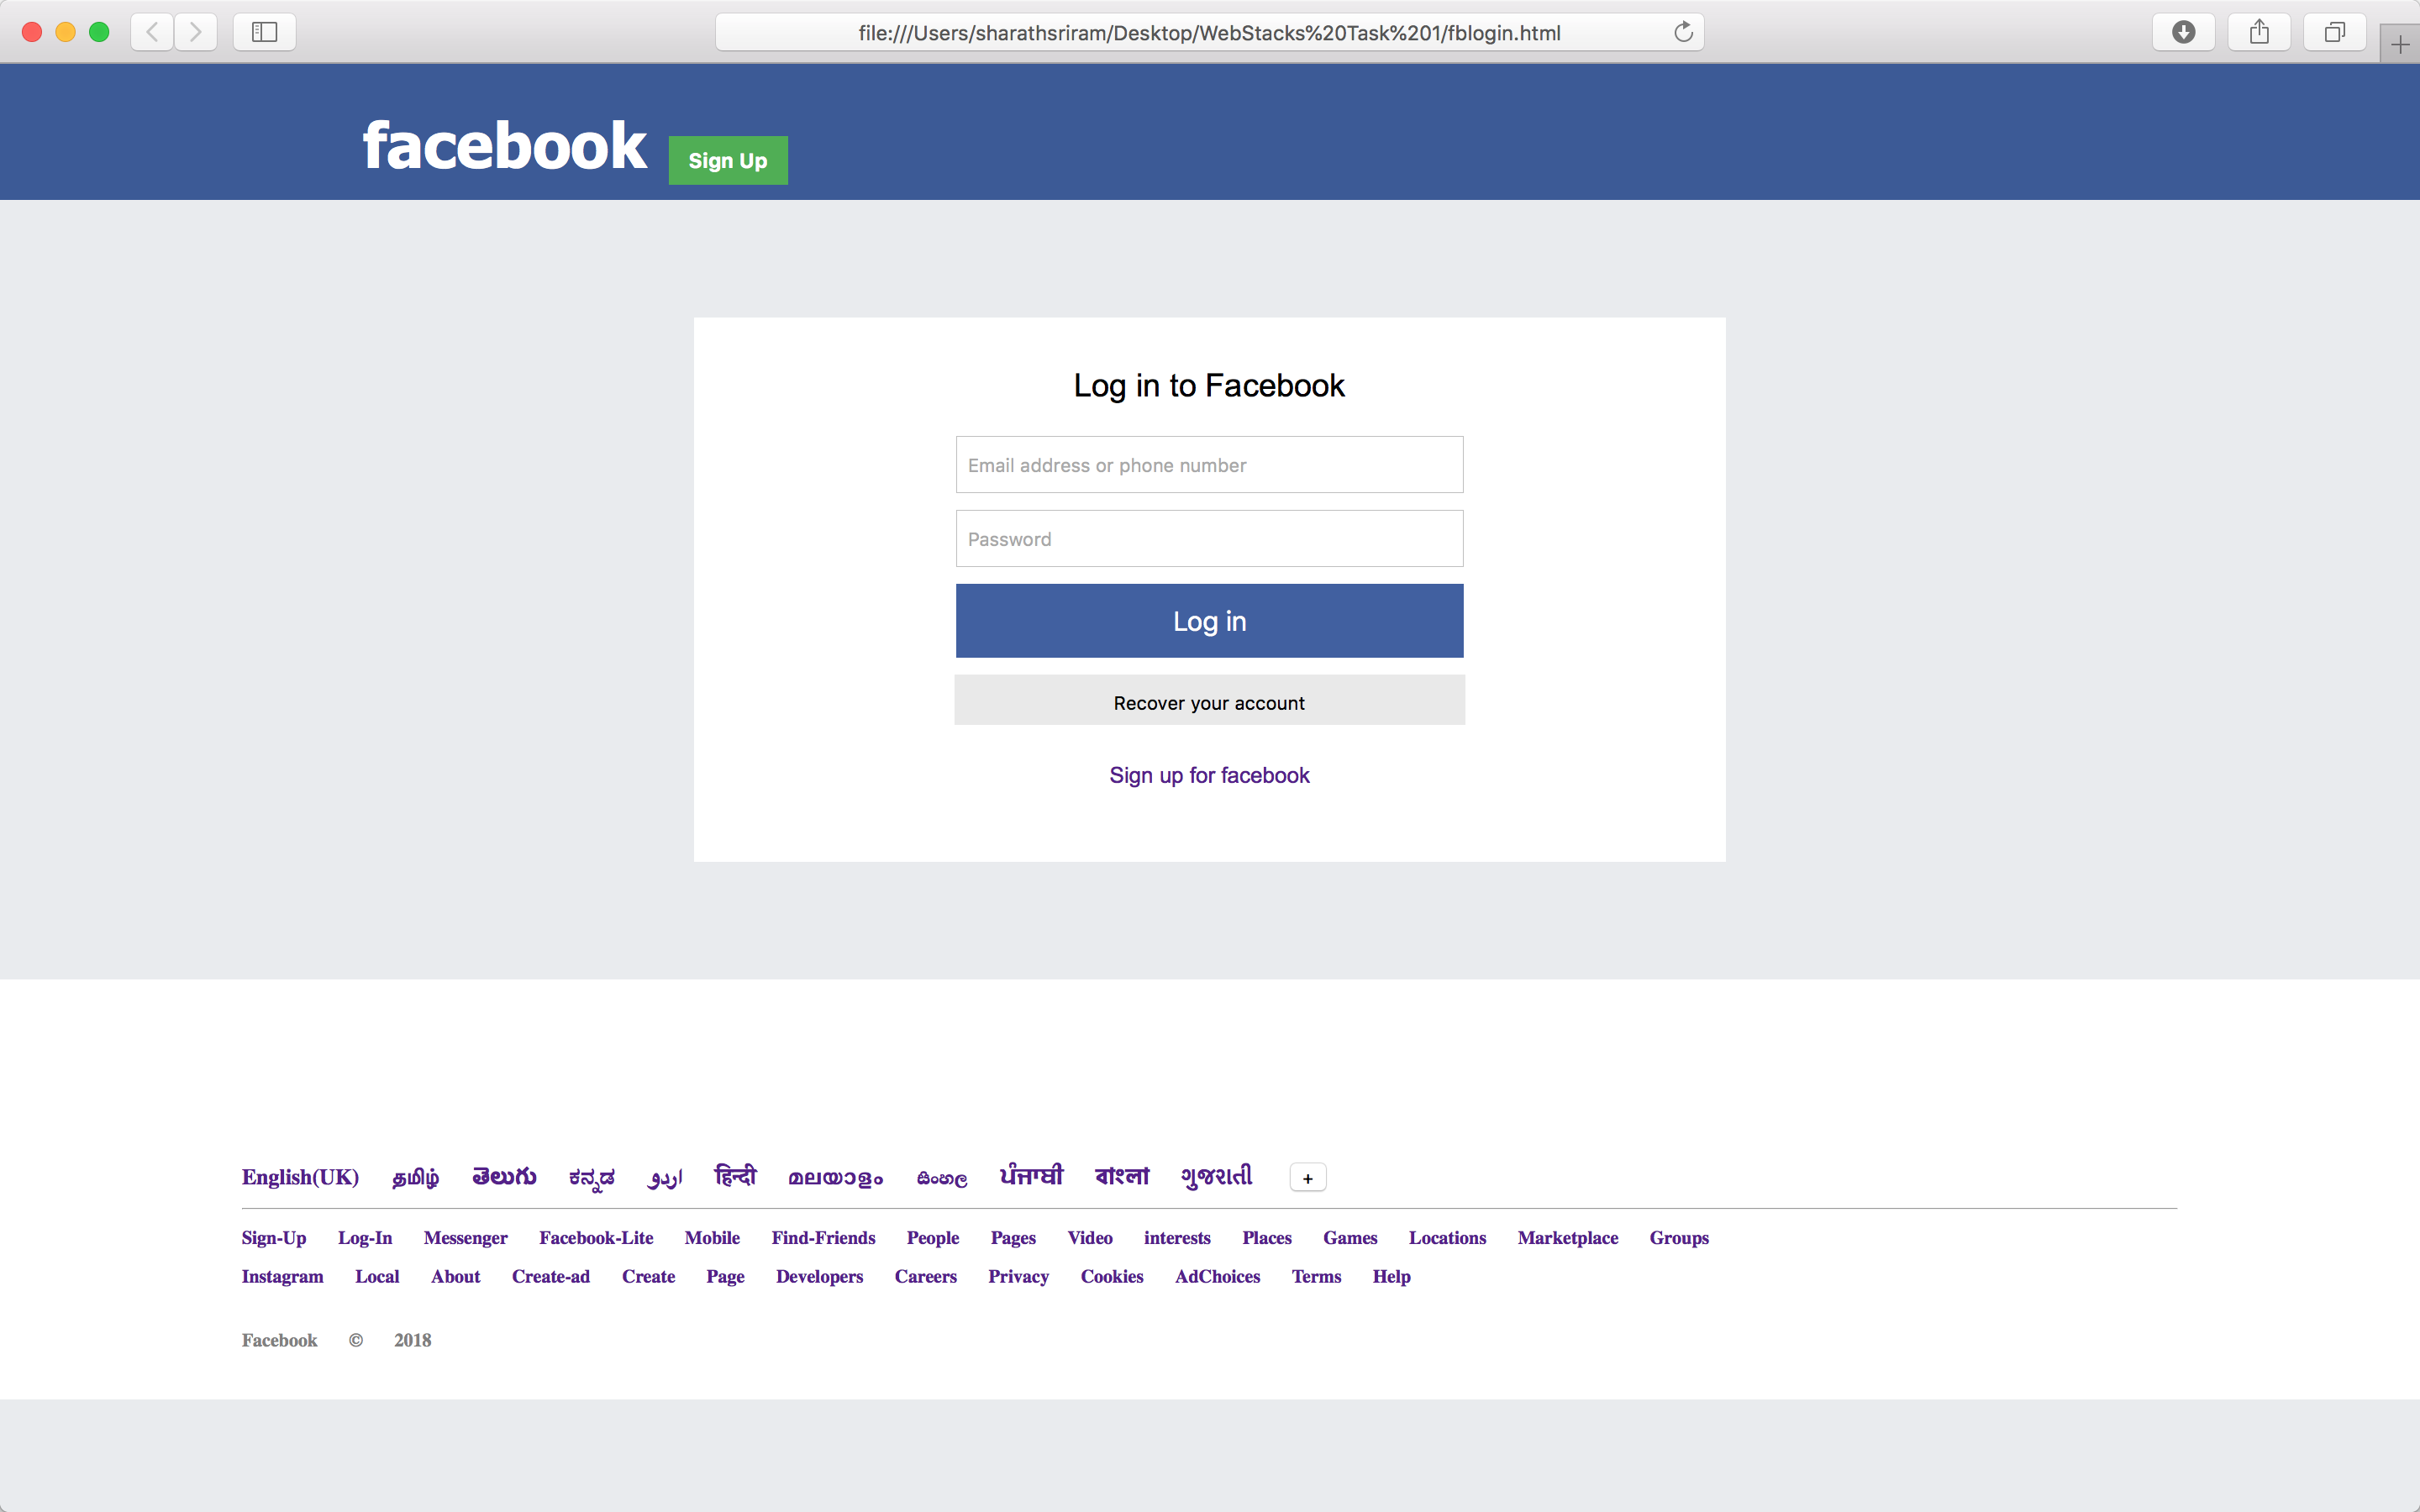 file:///Users/sharathsriram/Desktop/WebStacks%20Task%201/fblogin.html
facebook Sign Up
Log in to Facebook
Email address or phone number
Password
Log in
Recover your account
Sign up for facebook
English(UK) தமிழ் తెలుగు ಕನ್ನಡ اردو हिन्दी മലയാളം සිංහල ਪੰਜਾਬੀ বাংলা ગુજરાતી +
Sign-Up Log-In Messenger Facebook-Lite Mobile Find-Friends People Pages Video interests Places Games Locations Marketplace Groups
Instagram Local About Create-ad Create Page Developers Careers Privacy Cookies AdChoices Terms Help
Facebook © 2018